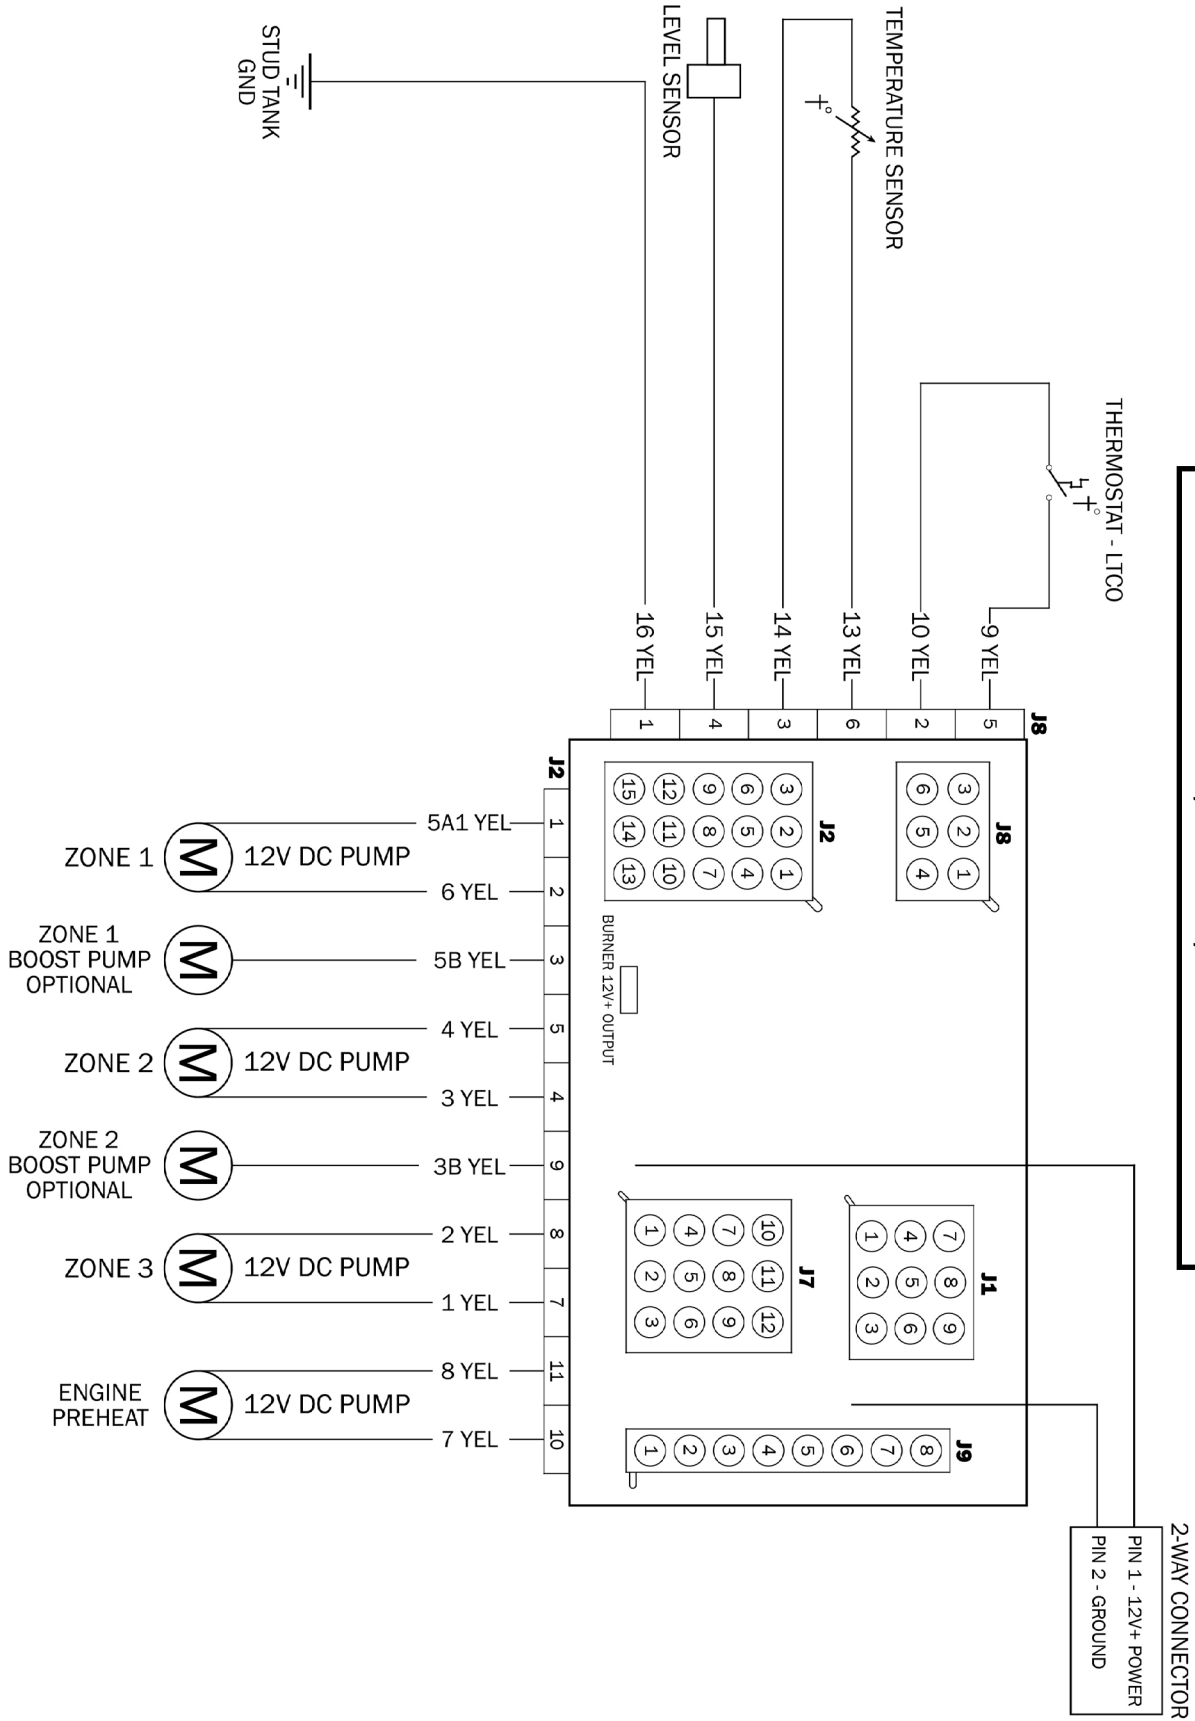 TEMPERATURE SENSOR
LEVEL SENSOR
STUD TANK
GND
THERMOSTAT - LTCO
16 YEL
15 YEL
14 YEL
13 YEL
10 YEL
9 YEL
J8
1
4
3
6
2
5
J8
3
2
1
6
5
4
J2
3
2
1
6
5
4
9
8
7
12
11
10
15
14
13
BURNER 12V+ OUTPUT
J2
1
2
3
5
4
9
8
7
11
10
5A1 YEL
6 YEL
5B YEL
4 YEL
3 YEL
3B YEL
2 YEL
1 YEL
8 YEL
7 YEL
ZONE 1
M
12V DC PUMP
ZONE 1
BOOST PUMP
OPTIONAL
M
ZONE 2
M
12V DC PUMP
ZONE 2
BOOST PUMP
OPTIONAL
M
ZONE 3
M
12V DC PUMP
ENGINE
PREHEAT
M
12V DC PUMP
J7
10
11
12
7
8
9
4
5
6
1
2
3
J1
7
8
9
4
5
6
1
2
3
J9
1
2
3
4
5
6
7
8
2-WAY CONNECTOR
PIN 1 - 12V+ POWER
PIN 2 - GROUND